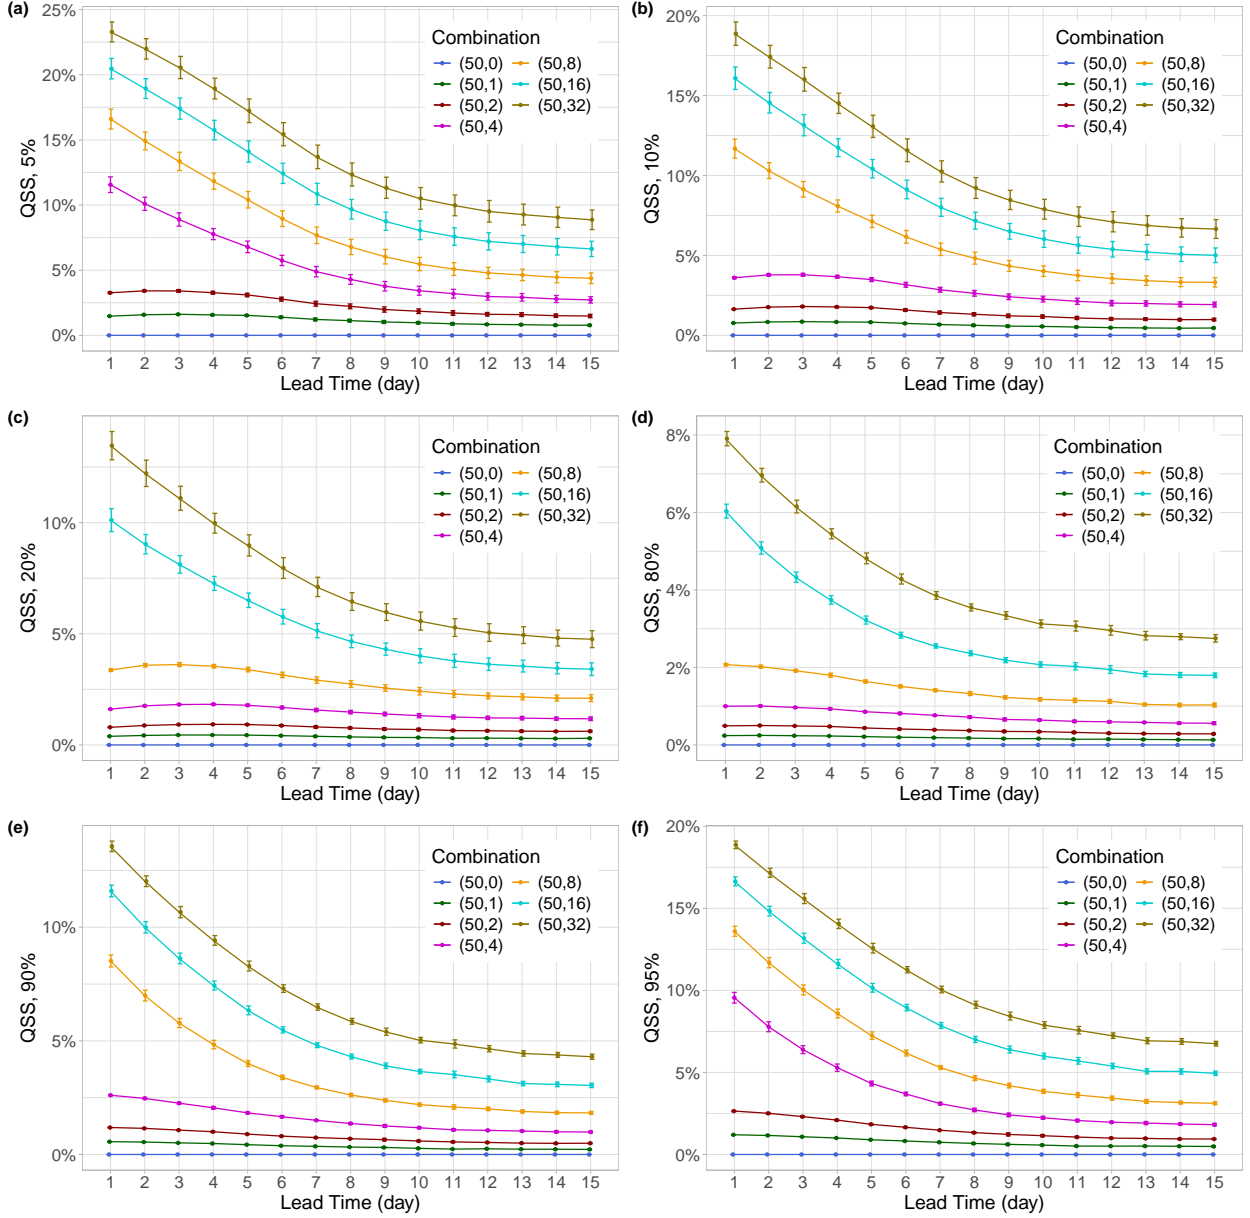 (a)
QSS, 5%
25%
20%
15%
10%
5%
0%
Combination
(50,0) (50,8)
(50,1) (50,16)
(50,2) (50,32)
(50,4)
1 2 3 4 5 6 7 8 9 10 11 12 13 14 15
Lead Time (day)
(b)
QSS, 10%
20%
15%
10%
5%
0%
Combination
(50,0) (50,8)
(50,1) (50,16)
(50,2) (50,32)
(50,4)
1 2 3 4 5 6 7 8 9 10 11 12 13 14 15
Lead Time (day)
(c)
QSS, 20%
10%
5%
0%
Combination
(50,0) (50,8)
(50,1) (50,16)
(50,2) (50,32)
(50,4)
1 2 3 4 5 6 7 8 9 10 11 12 13 14 15
Lead Time (day)
(d)
QSS, 80%
8%
6%
4%
2%
0%
Combination
(50,0) (50,8)
(50,1) (50,16)
(50,2) (50,32)
(50,4)
1 2 3 4 5 6 7 8 9 10 11 12 13 14 15
Lead Time (day)
(e)
QSS, 90%
10%
5%
0%
Combination
(50,0) (50,8)
(50,1) (50,16)
(50,2) (50,32)
(50,4)
1 2 3 4 5 6 7 8 9 10 11 12 13 14 15
Lead Time (day)
(f)
QSS, 95%
20%
15%
10%
5%
0%
Combination
(50,0) (50,8)
(50,1) (50,16)
(50,2) (50,32)
(50,4)
1 2 3 4 5 6 7 8 9 10 11 12 13 14 15
Lead Time (day)